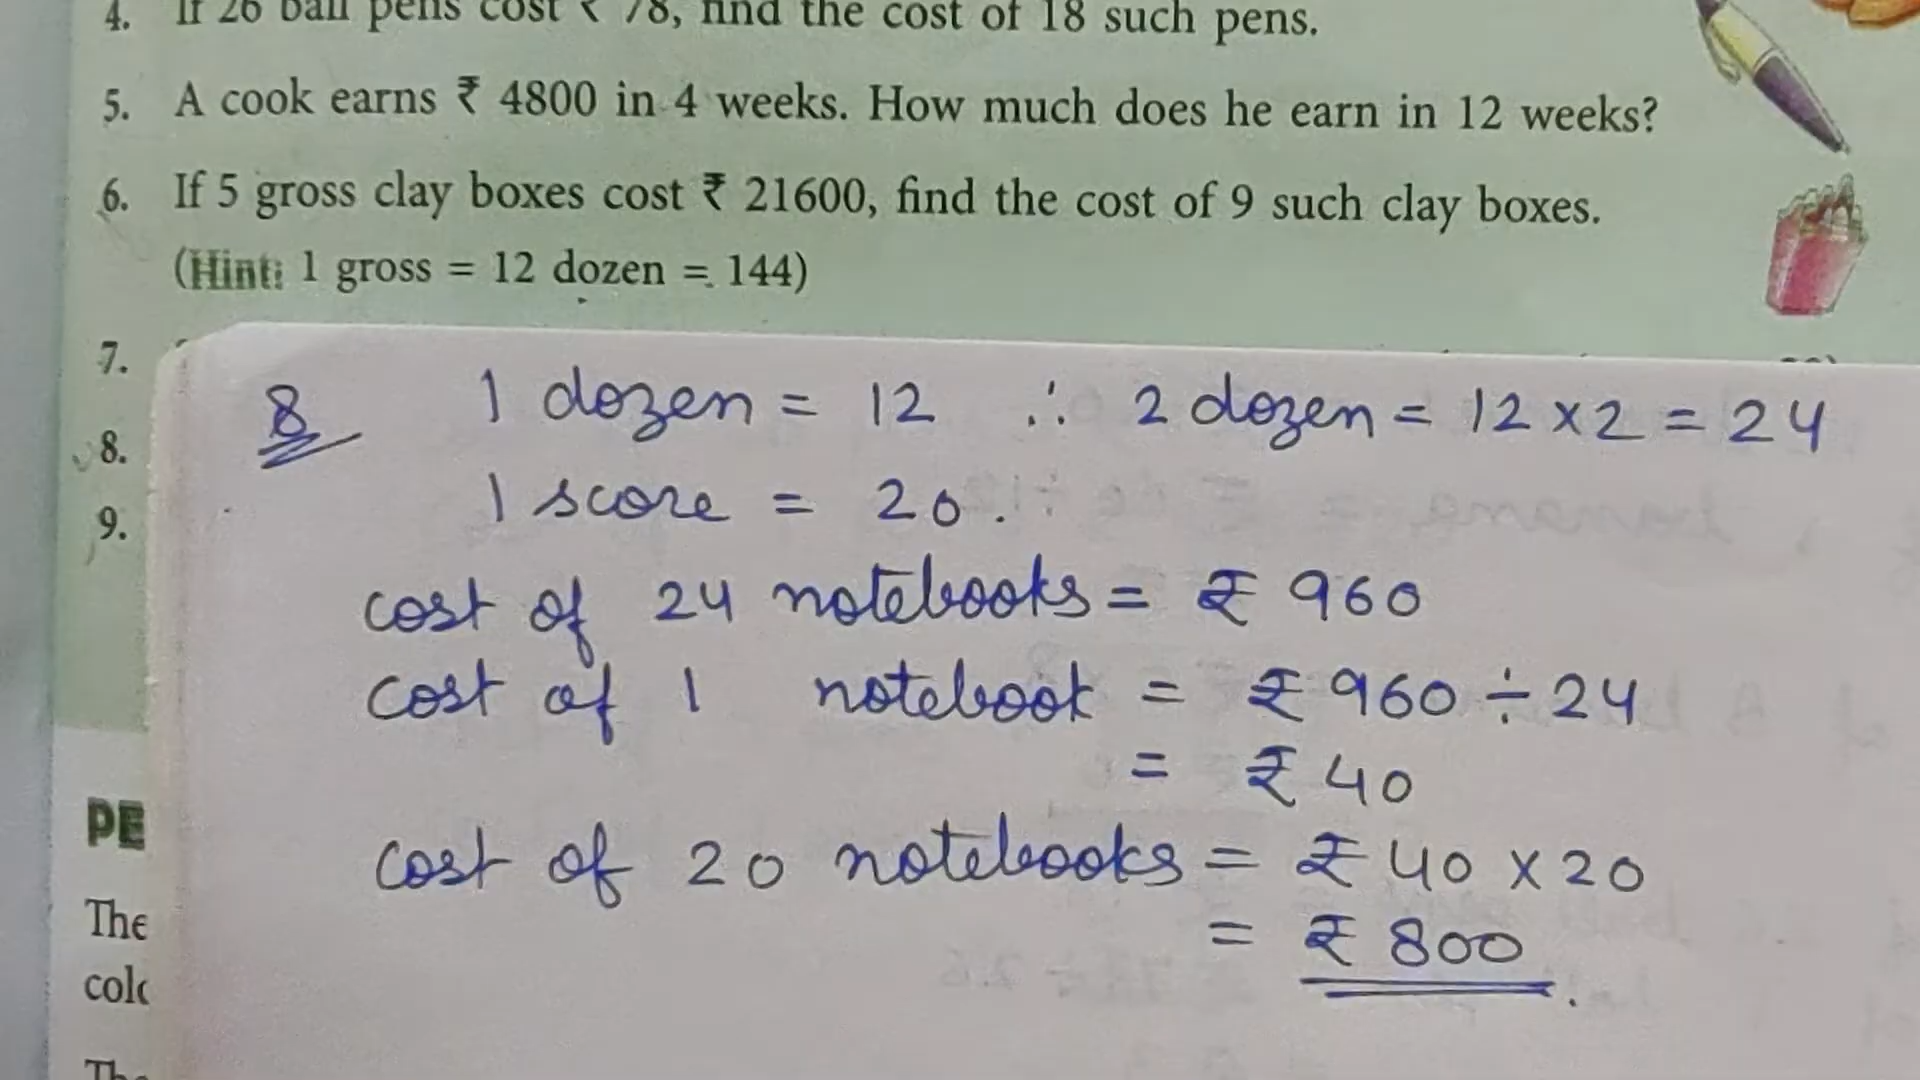 4. If 26 ball pens cost ₹ 78, find the cost of 18 such pens.
5. A cook earns ₹ 4800 in 4 weeks. How much does he earn in 12 weeks?
6. If 5 gross clay boxes cost ₹ 21600, find the cost of 9 such clay boxes.
(Hint: 1 gross = 12 dozen = 144)
7.
8.
9.
8 1 dozen = 12 ∴ 2 dozen = 12 x 2 = 24
1 score = 20.
cost of 24 notebooks = ₹ 960
cost of 1 notebook = ₹ 960 ÷ 24
= ₹ 40
cost of 20 notebooks = ₹ 40 x 20
= ₹ 800.
PE
The
colo
The